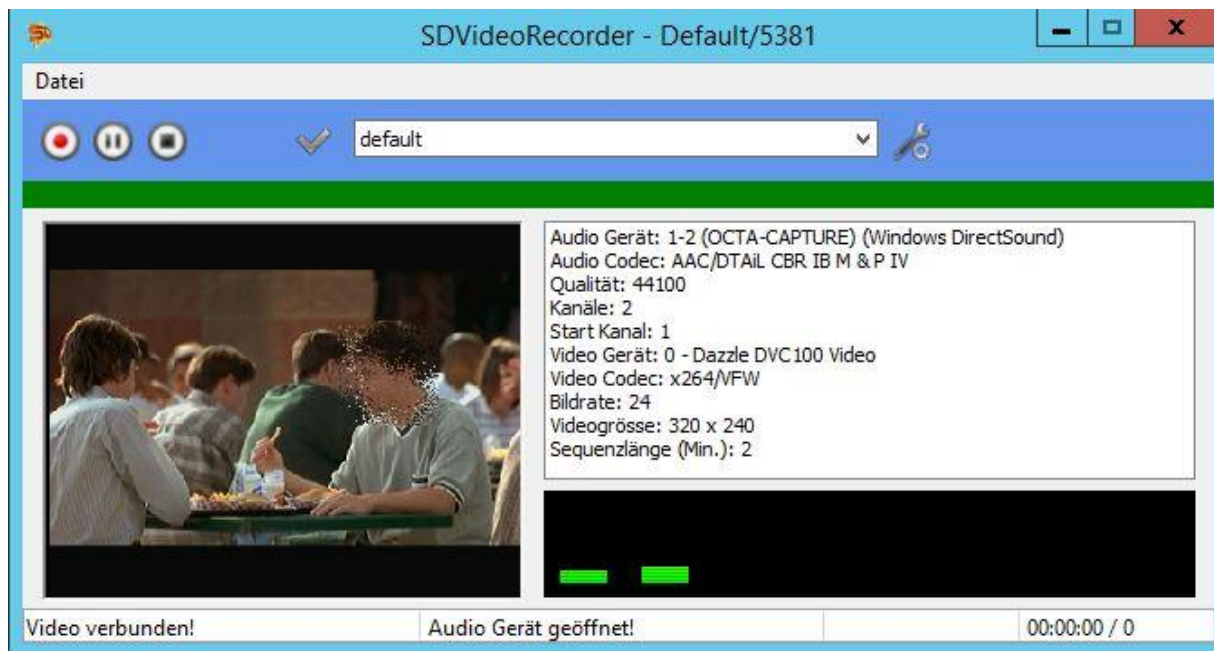 SDVideoRecorder - Default/5381
Datei
default
Audio Gerät: 1-2 (OCTA-CAPTURE) (Windows DirectSound)
Audio Codec: AAC/DTAiL CBR IB M & P IV
Qualität: 44100
Kanäle: 2
Start Kanal: 1
Video Gerät: 0 - Dazzle DVC100 Video
Video Codec: x264/VFW
Bildrate: 24
Videogrösse: 320 x 240
Sequenzlänge (Min.): 2
Video verbunden!
Audio Gerät geöffnet!
00:00:00 / 0